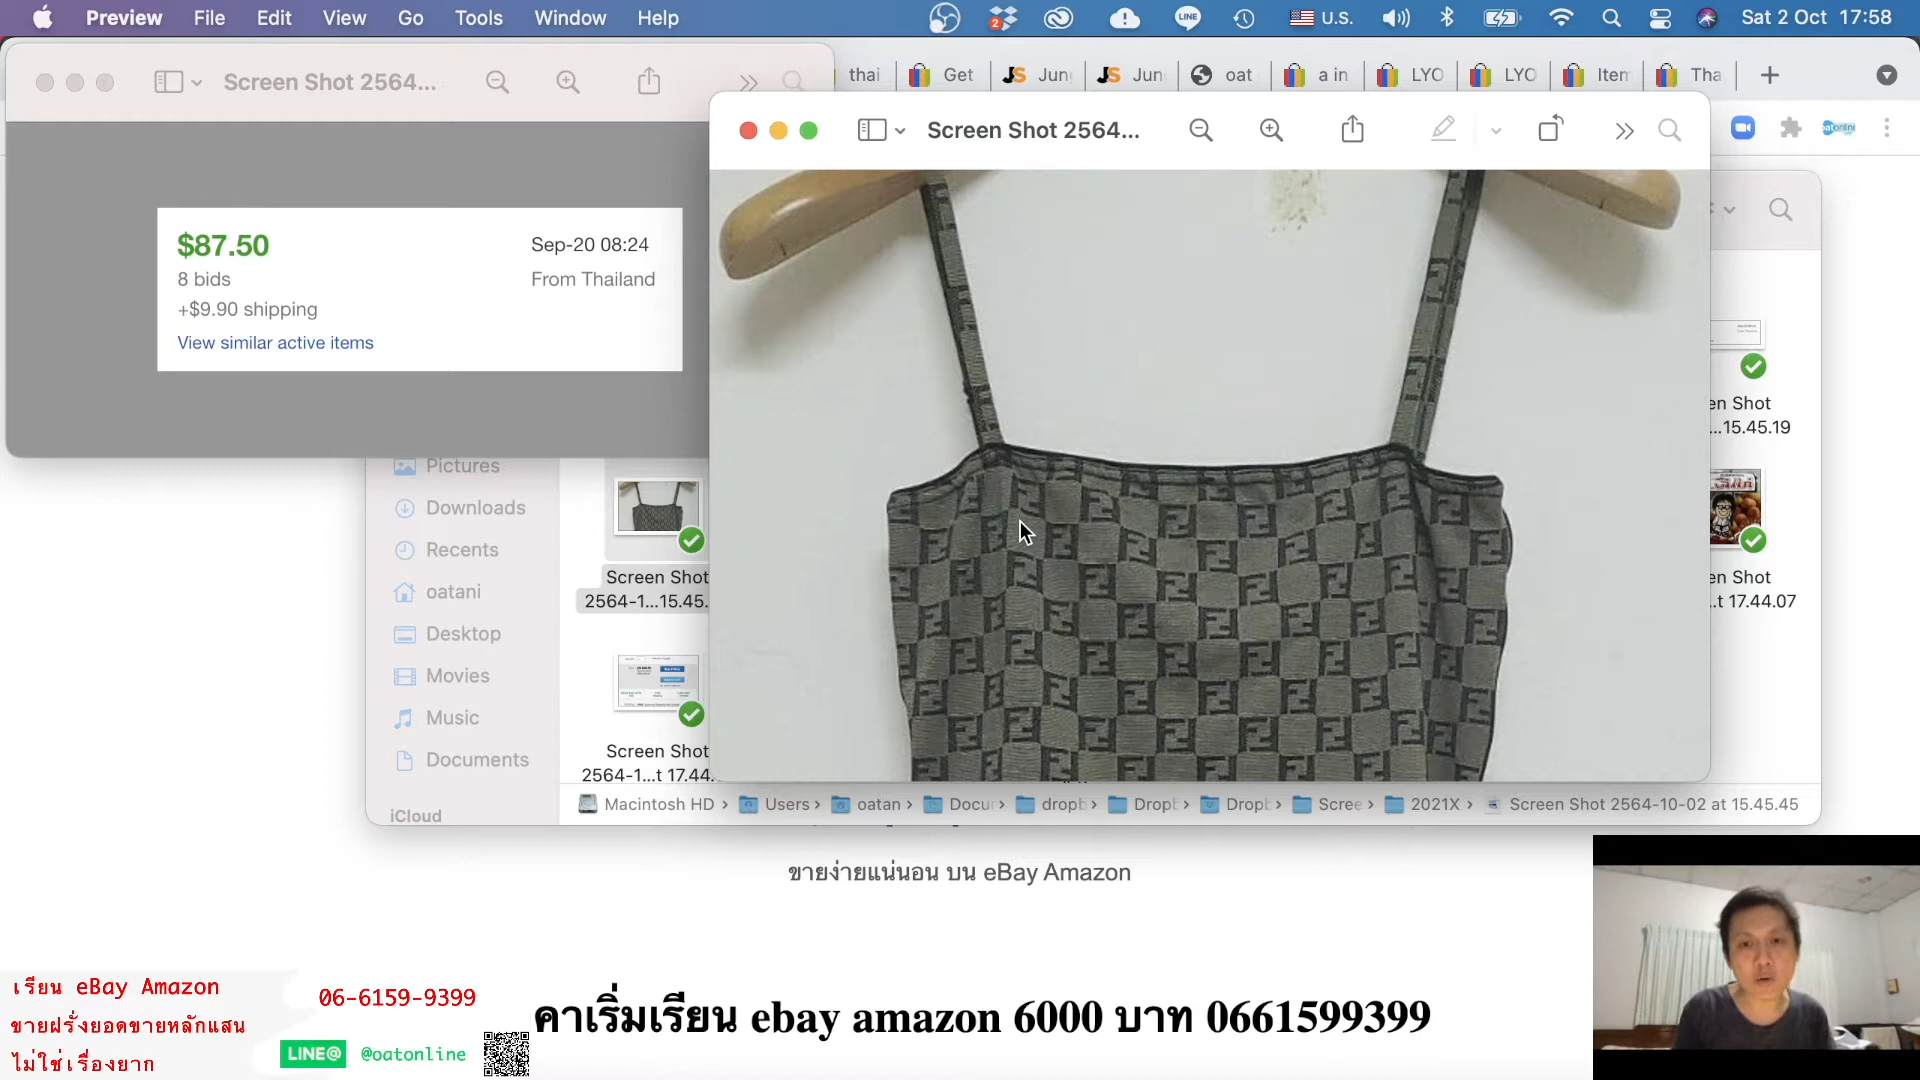 Preview File Edit View Go Tools Window Help
2 LINE U.S. Sat 2 Oct 17:58
Screen Shot 2564...
thai Get Jun Jun oat a in LYO LYO Item Tha
Screen Shot 2564...
$87.50
Sep-20 08:24
8 bids
From Thailand
+$9.90 shipping
View similar active items
Pictures
Downloads
Recents
oatani
Desktop
Movies
Music
Documents
iCloud
Screen Shot
2564-1...15.45.
Screen Shot
2564-1...t 17.44.
en Shot
...15.45.19
en Shot
..t 17.44.07
Macintosh HD › Users › oatan › Docu › dropb › Dropb › Dropb › Scree › 2021X › Screen Shot 2564-10-02 at 15.45.45
ขายง่ายแน่นอน บน eBay Amazon
เรียน eBay Amazon
ขายฝรั่งยอดขายหลักแสน
ไม่ใช่เรื่องยาก
06-6159-9399
LINE@ @oatonline
คาเริ่มเรียน ebay amazon 6000 บาท 0661599399